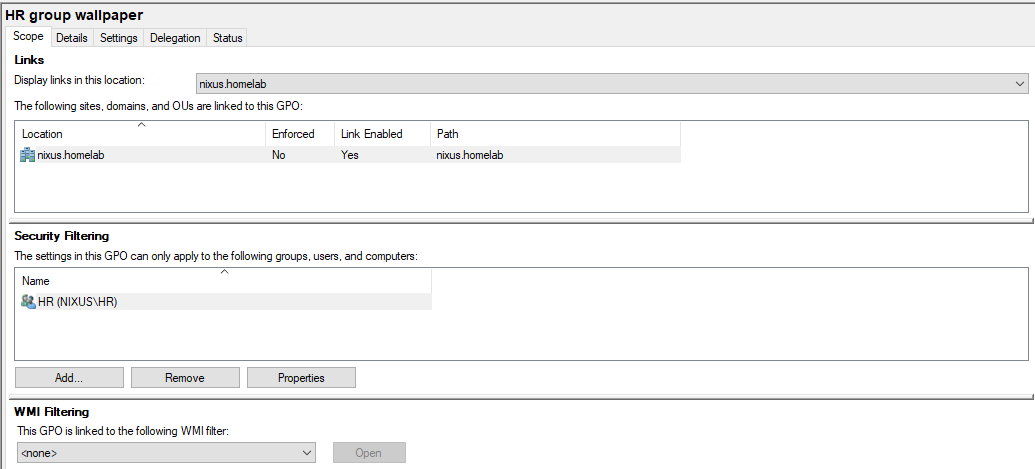 HR group wallpaper
Scope Details Settings Delegation Status
Links
Display links in this location: nixus.homelab
The following sites, domains, and OUs are linked to this GPO:
Location Enforced Link Enabled Path
nixus.homelab No Yes nixus.homelab
Security Filtering
The settings in this GPO can only apply to the following groups, users, and computers:
Name
HR (NIXUS\HR)
Add... Remove Properties
WMI Filtering
This GPO is linked to the following WMI filter:
<none> Open